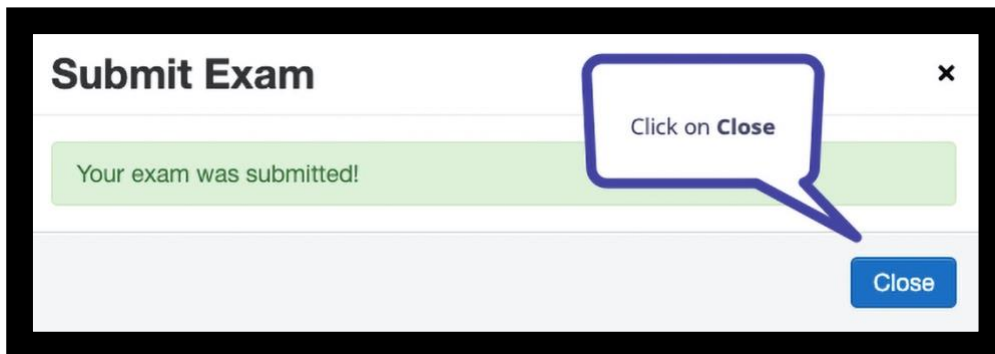 Submit Exam
×
Click on Close
Your exam was submitted!
Close